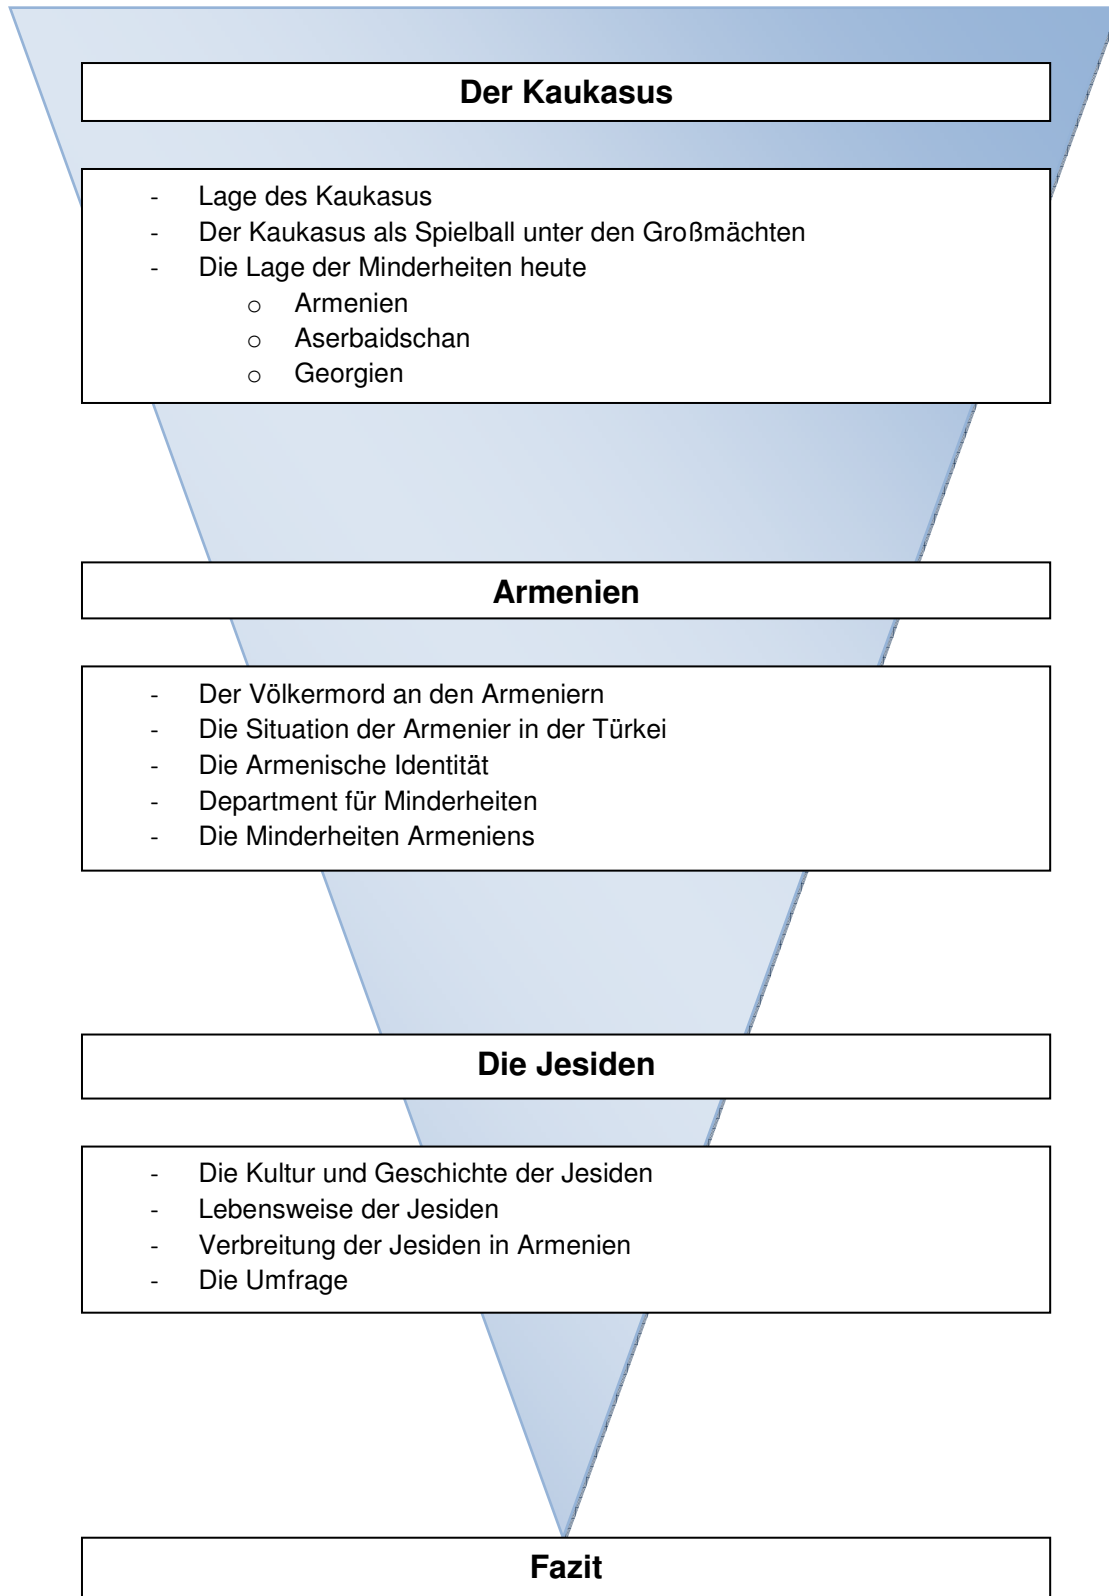 Der Kaukasus
- Lage des Kaukasus
- Der Kaukasus als Spielball unter den Großmächten
- Die Lage der Minderheiten heute
o Armenien
o Aserbaidschan
o Georgien
Armenien
- Der Völkermord an den Armeniern
- Die Situation der Armenier in der Türkei
- Die Armenische Identität
- Department für Minderheiten
- Die Minderheiten Armeniens
Die Jesiden
- Die Kultur und Geschichte der Jesiden
- Lebensweise der Jesiden
- Verbreitung der Jesiden in Armenien
- Die Umfrage
Fazit